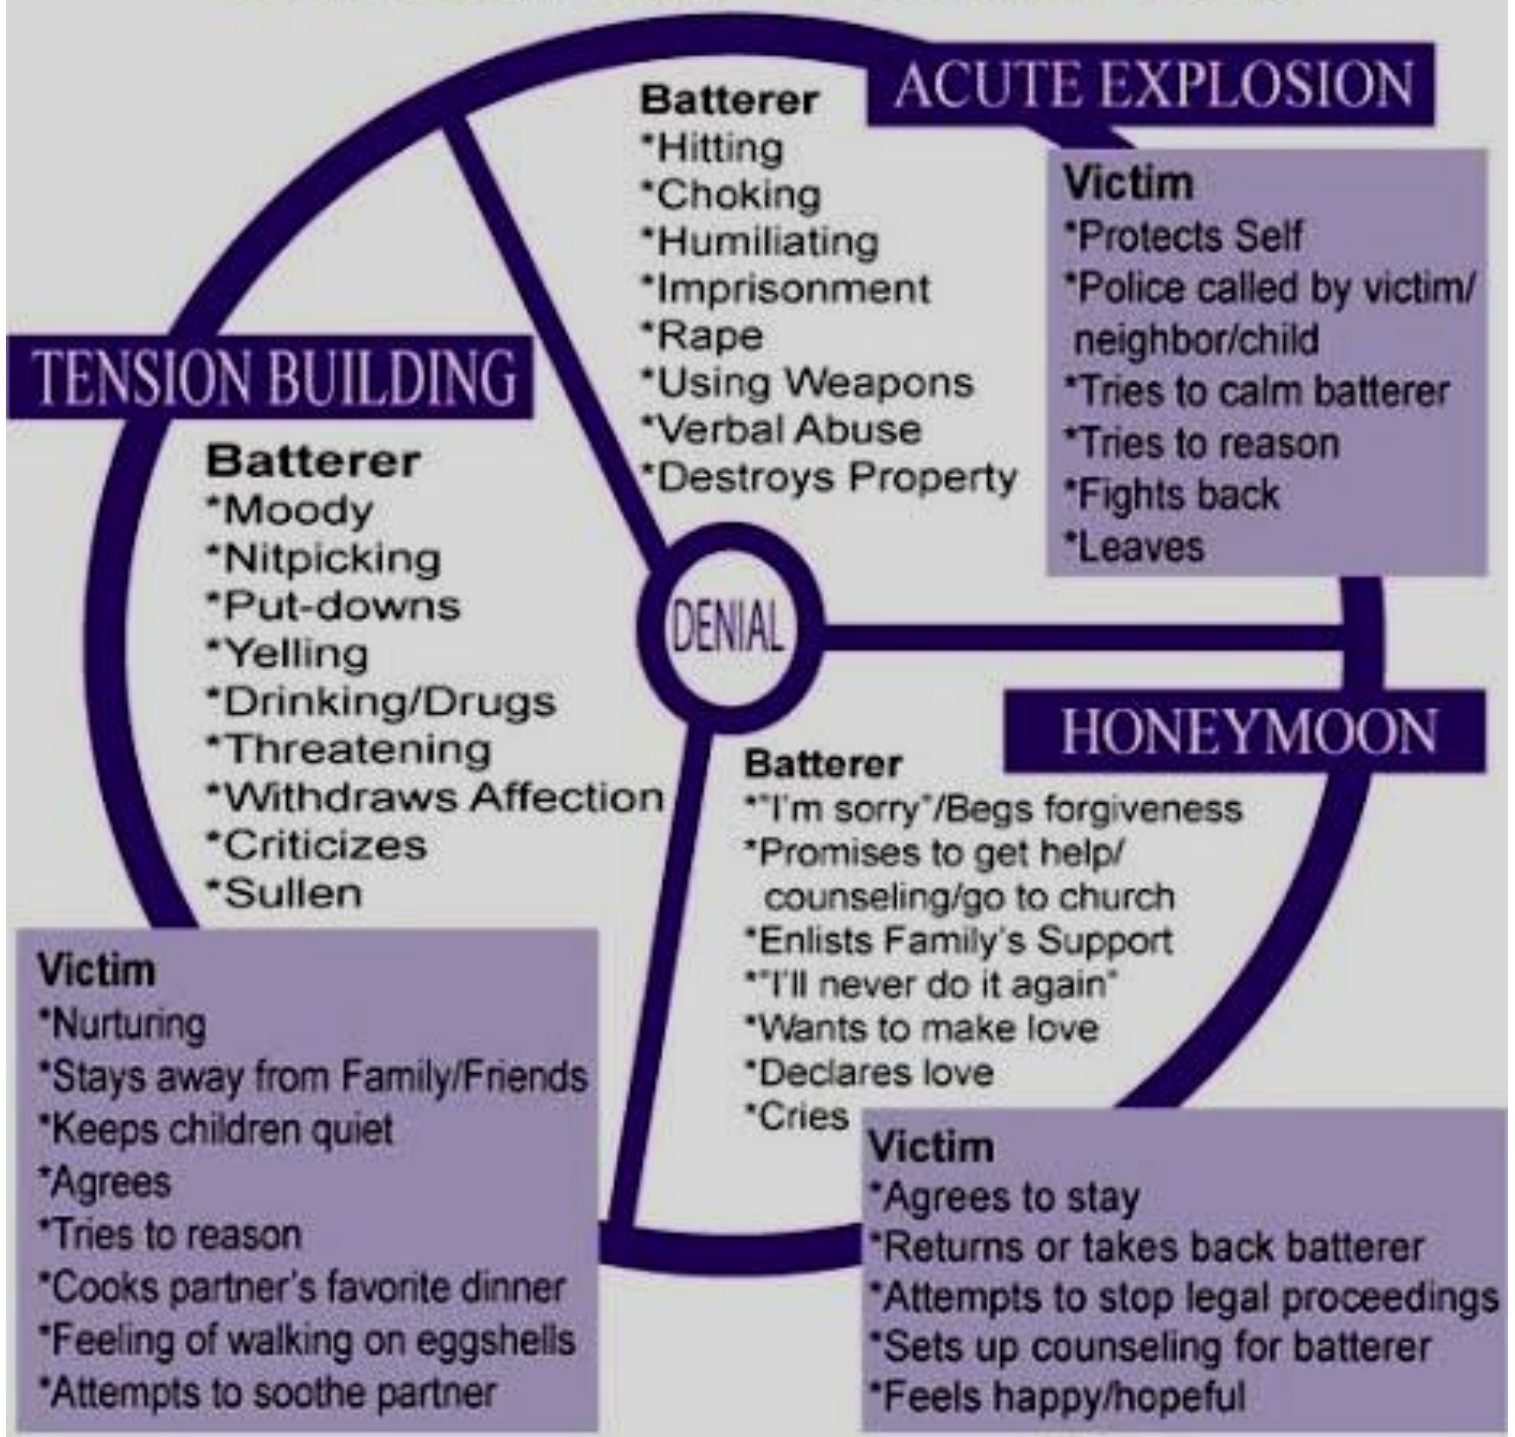 ACUTE EXPLOSION
Batterer
*Hitting
*Choking
*Humiliating
*Imprisonment
*Rape
*Using Weapons
*Verbal Abuse
*Destroys Property
Victim
*Protects Self
*Police called by victim/
neighbor/child
*Tries to calm batterer
*Tries to reason
*Fights back
*Leaves
TENSION BUILDING
Batterer
*Moody
*Nitpicking
*Put-downs
*Yelling
*Drinking/Drugs
*Threatening
*Withdraws Affection
*Criticizes
*Sullen
Victim
*Nurturing
*Stays away from Family/Friends
*Keeps children quiet
*Agrees
*Tries to reason
*Cooks partner's favorite dinner
*Feeling of walking on eggshells
*Attempts to soothe partner
DENIAL
HONEYMOON
Batterer
*"I'm sorry"/Begs forgiveness
*Promises to get help/
counseling/go to church
*Enlists Family's Support
*"I'll never do it again"
*Wants to make love
*Declares love
*Cries
Victim
*Agrees to stay
*Returns or takes back batterer
*Attempts to stop legal proceedings
*Sets up counseling for batterer
*Feels happy/hopeful